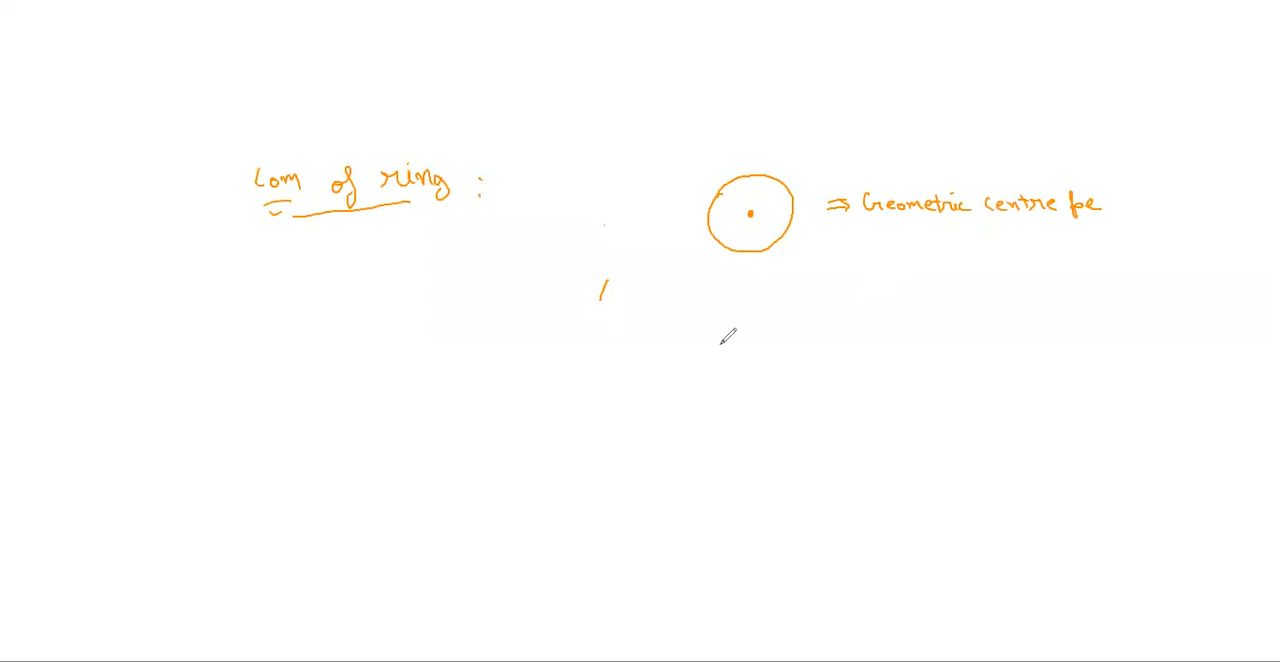 Com of ring :
⇒ Geometric centre pe